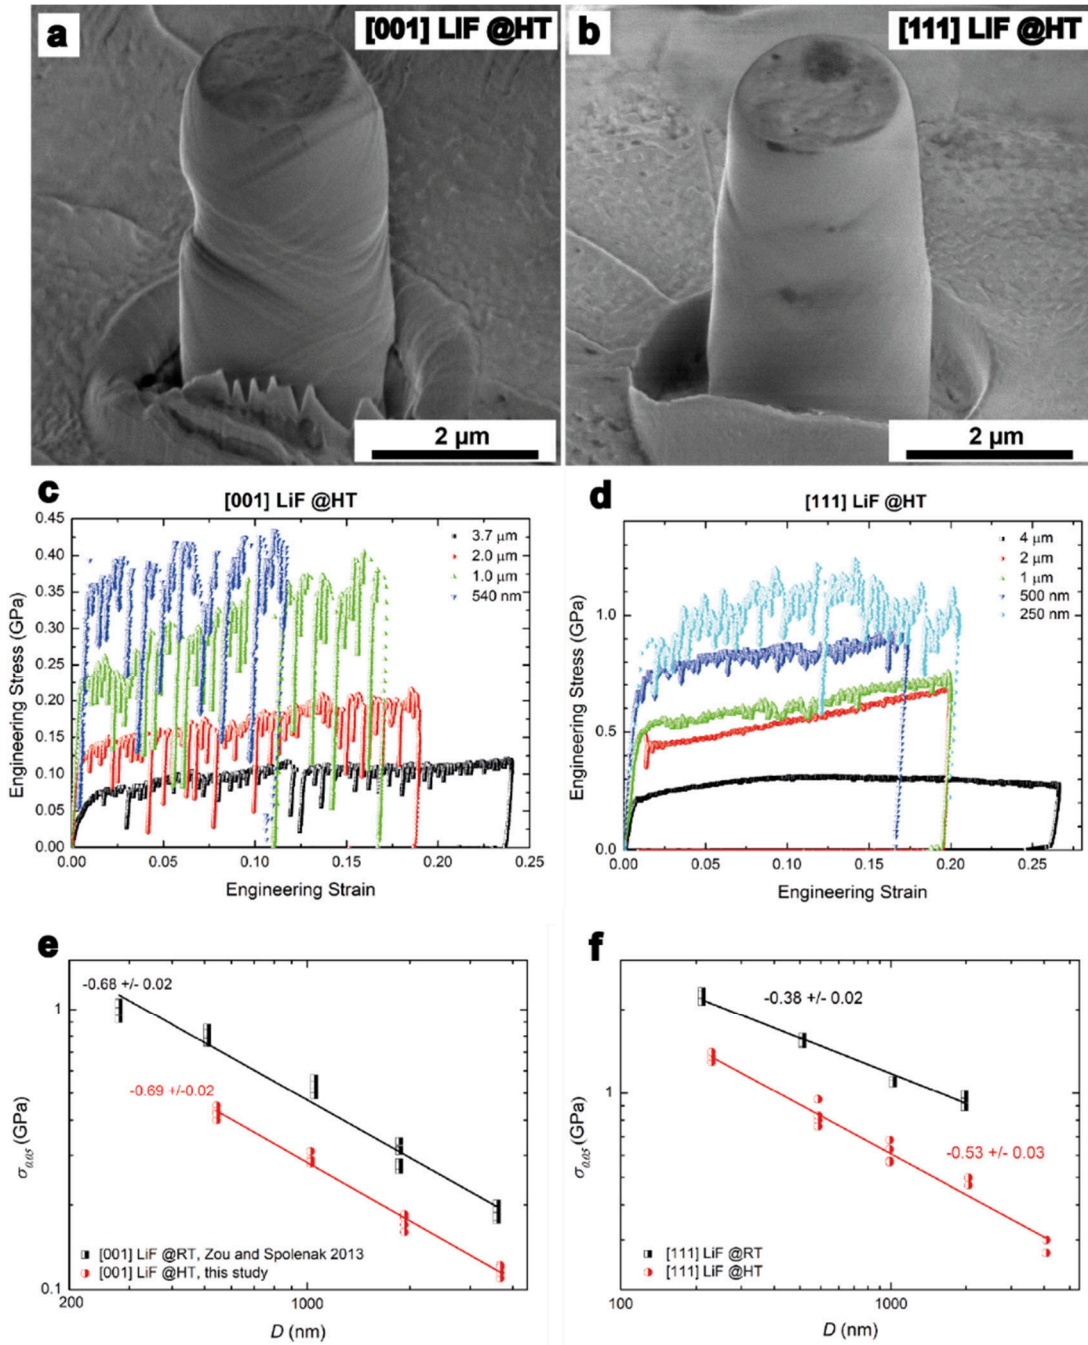 a
[001] LiF @HT
2 μm
b
[111] LiF @HT
2 μm
c
[001] LiF @HT
3.7 μm
2.0 μm
1.0 μm
540 nm
0.45
0.40
0.35
0.30
0.25
0.20
0.15
0.10
0.05
0.00
Engineering Stress (GPa)
0.00 0.05 0.10 0.15 0.20 0.25
Engineering Strain
d
[111] LiF @HT
4 μm
2 μm
1 μm
500 nm
250 nm
1.0
0.5
0.0
Engineering Stress (GPa)
0.00 0.05 0.10 0.15 0.20 0.25
Engineering Strain
e
-0.68 +/- 0.02
-0.69 +/-0.02
1
0.1
σ0.05 (GPa)
[001] LiF @RT, Zou and Spolenak 2013
[001] LiF @HT, this study
200 1000
D (nm)
f
-0.38 +/- 0.02
-0.53 +/- 0.03
1
σ0.05 (GPa)
[111] LiF @RT
[111] LiF @HT
100 1000
D (nm)